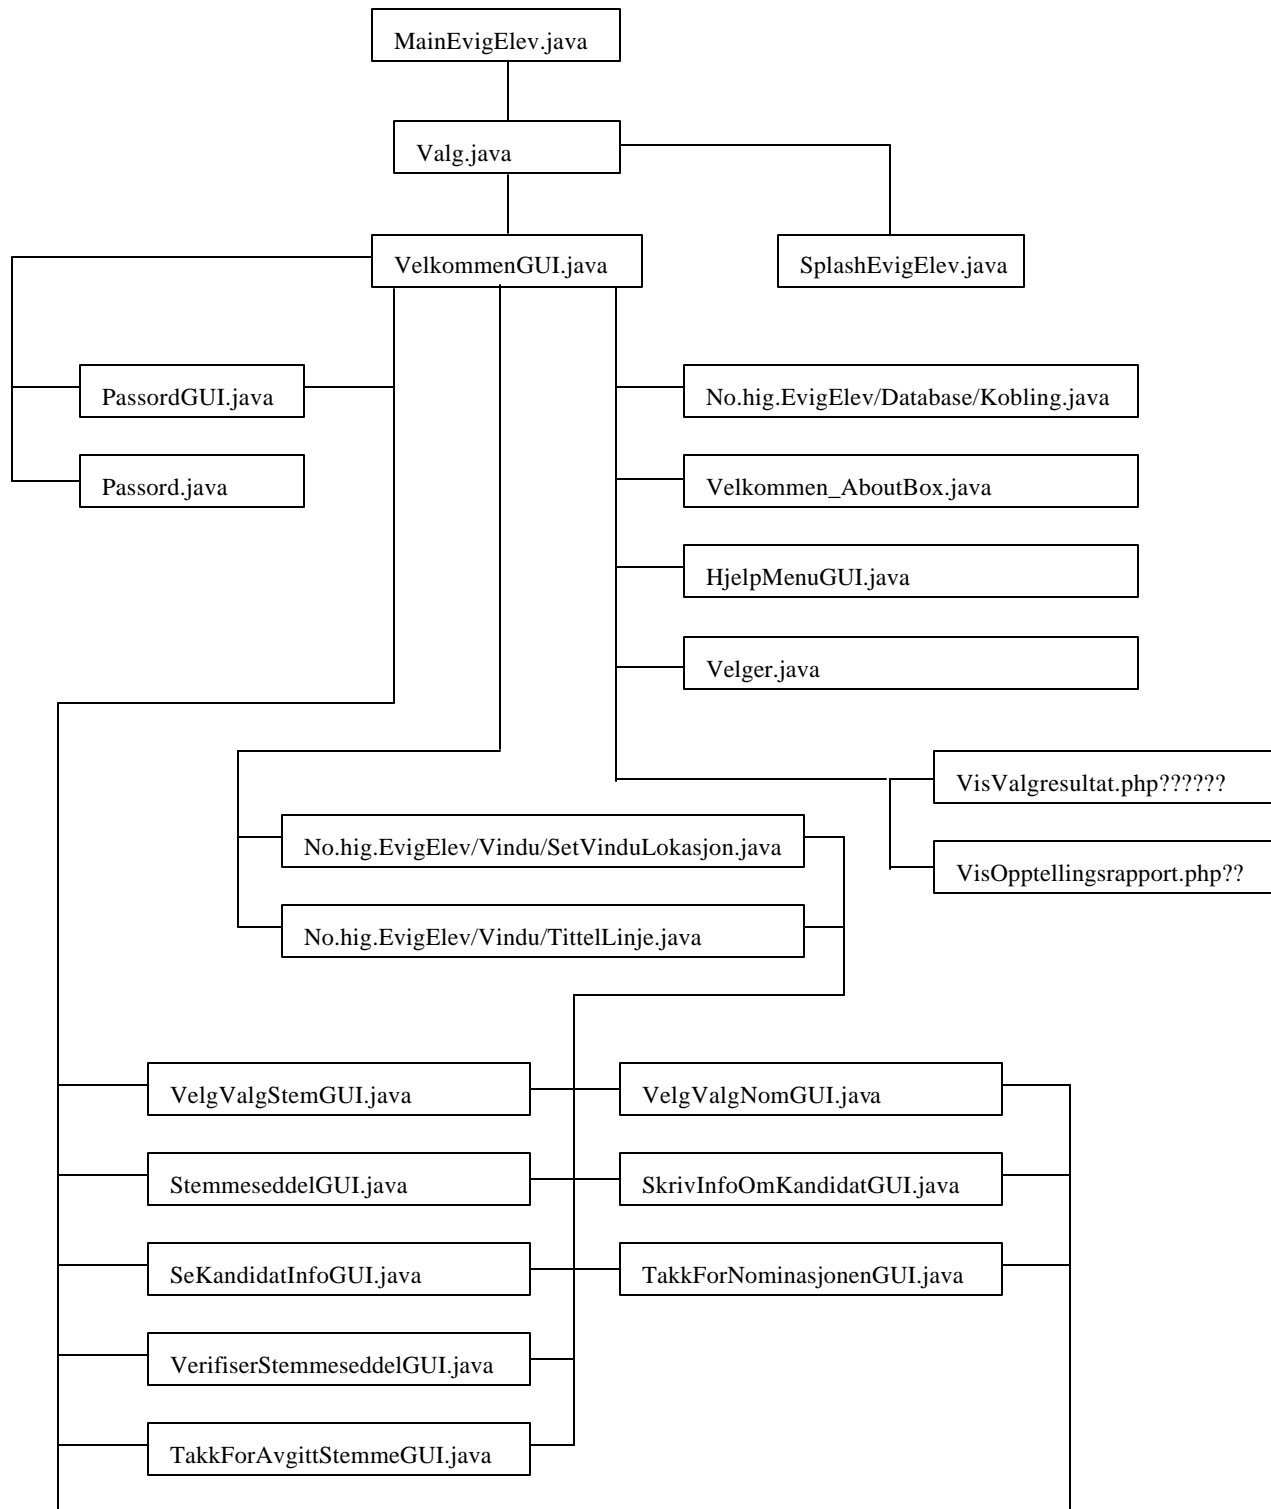 MainEvigElev.java
Valg.java
VelkommenGUI.java
SplashEvigElev.java
PassordGUI.java
No.hig.EvigElev/Database/Kobling.java
Passord.java
Velkommen_AboutBox.java
HjelpMenuGUI.java
Velger.java
VisValgresultat.php??????
No.hig.EvigElev/Vindu/SetVinduLokasjon.java
VisOpptellingsrapport.php??
No.hig.EvigElev/Vindu/TittelLinje.java
VelgValgStemGUI.java
VelgValgNomGUI.java
StemmeseddelGUI.java
SkrivInfoOmKandidatGUI.java
SeKandidatInfoGUI.java
TakkForNominasjonenGUI.java
VerifiserStemmeseddelGUI.java
TakkForAvgittStemmeGUI.java